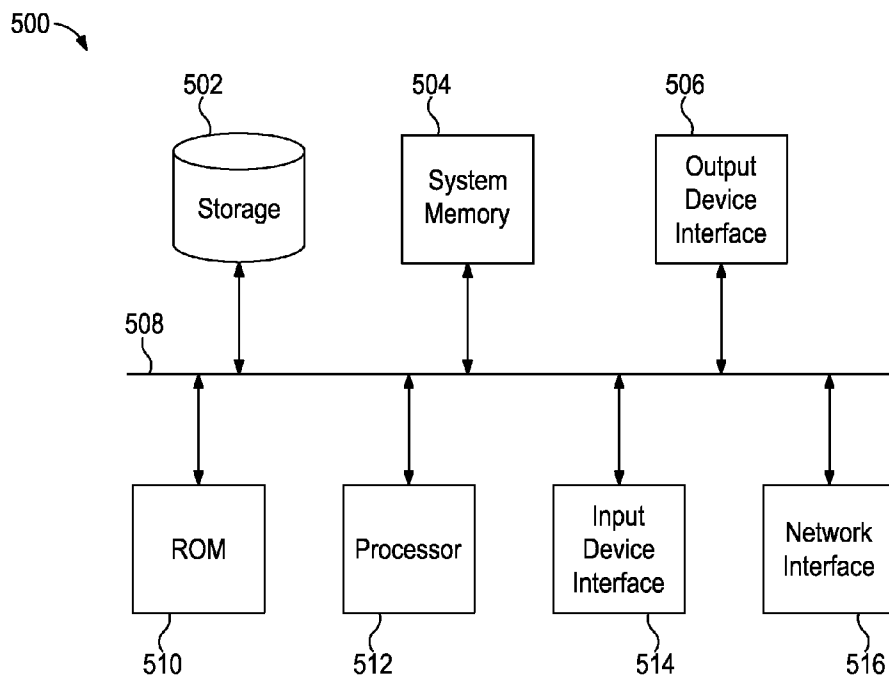 500
502
504
506
Storage
System
Memory
Output
Device
Interface
508
ROM
Processor
Input
Device
Interface
Network
Interface
510
512
514
516